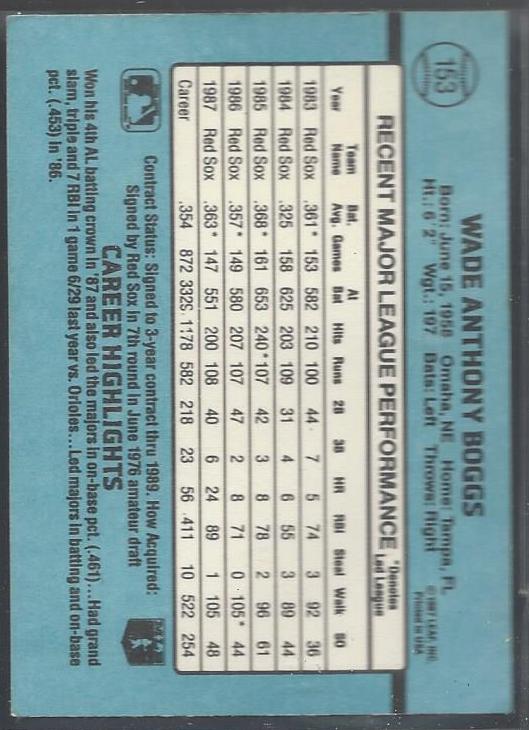 153
WADE ANTHONY BOGGS
Born: June 15, 1958 Omaha, NE Home: Tampa, FL
Ht.: 6' 2" Wgt.: 197 Bats: Left Throws: Right
© 1987 LEAF, INC.
Printed in USA
RECENT MAJOR LEAGUE PERFORMANCE *Denotes Led League
Year Team Name Bat. Avg. Games At Bat Hits Runs 2B 3B HR RBI Steal Walk SO
1983 Red Sox .361* 153 582 210 100 44 7 5 74 3 92 36
1984 Red Sox .325 158 625 203 109 31 4 6 55 3 89 44
1985 Red Sox .368* 161 653 240* 107 42 3 8 78 2 96 61
1986 Red Sox .357* 149 580 207 107 47 2 8 71 0 105* 44
1987 Red Sox .363* 147 551 200 108 40 6 24 89 1 105 48
Career .354 872 3329 1178 582 218 23 56 411 10 522 254
Contract Status: Signed to 3-year contract thru 1989. How Acquired:
Signed by Red Sox in 7th round in June 1976 amateur draft
CAREER HIGHLIGHTS
Won his 4th AL batting crown in '87 and also led the majors in on-base pct. (.461)...Had grand
slam, triple and 7 RBI in 1 game 6/29 last year vs. Orioles...Led majors in batting and on-base
pct. (.453) in '86.